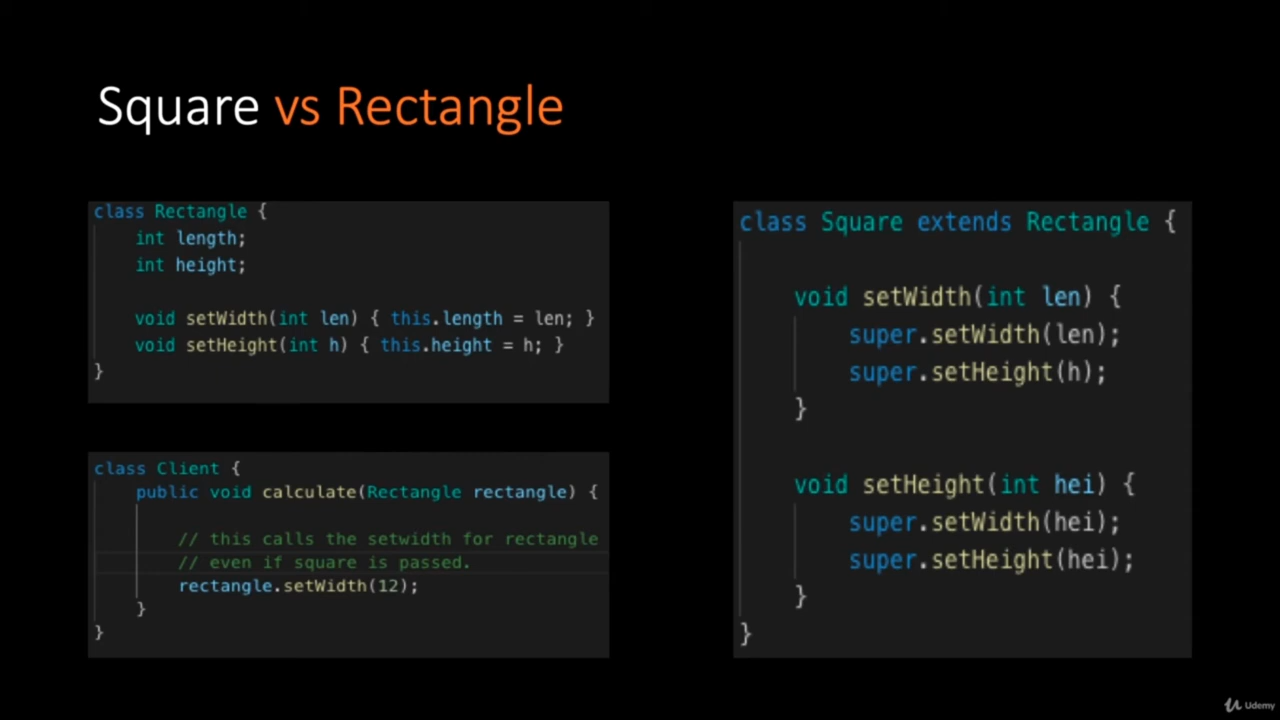 Square vs Rectangle
class Rectangle {
int length;
int height;
void setWidth(int len) { this.length = len; }
void setHeight(int h) { this.height = h; }
}
class Client {
public void calculate(Rectangle rectangle) {
// this calls the setwidth for rectangle
// even if square is passed.
rectangle.setWidth(12);
}
}
class Square extends Rectangle {
void setWidth(int len) {
super.setWidth(len);
super.setHeight(h);
}
void setHeight(int hei) {
super.setWidth(hei);
super.setHeight(hei);
}
}
Udemy